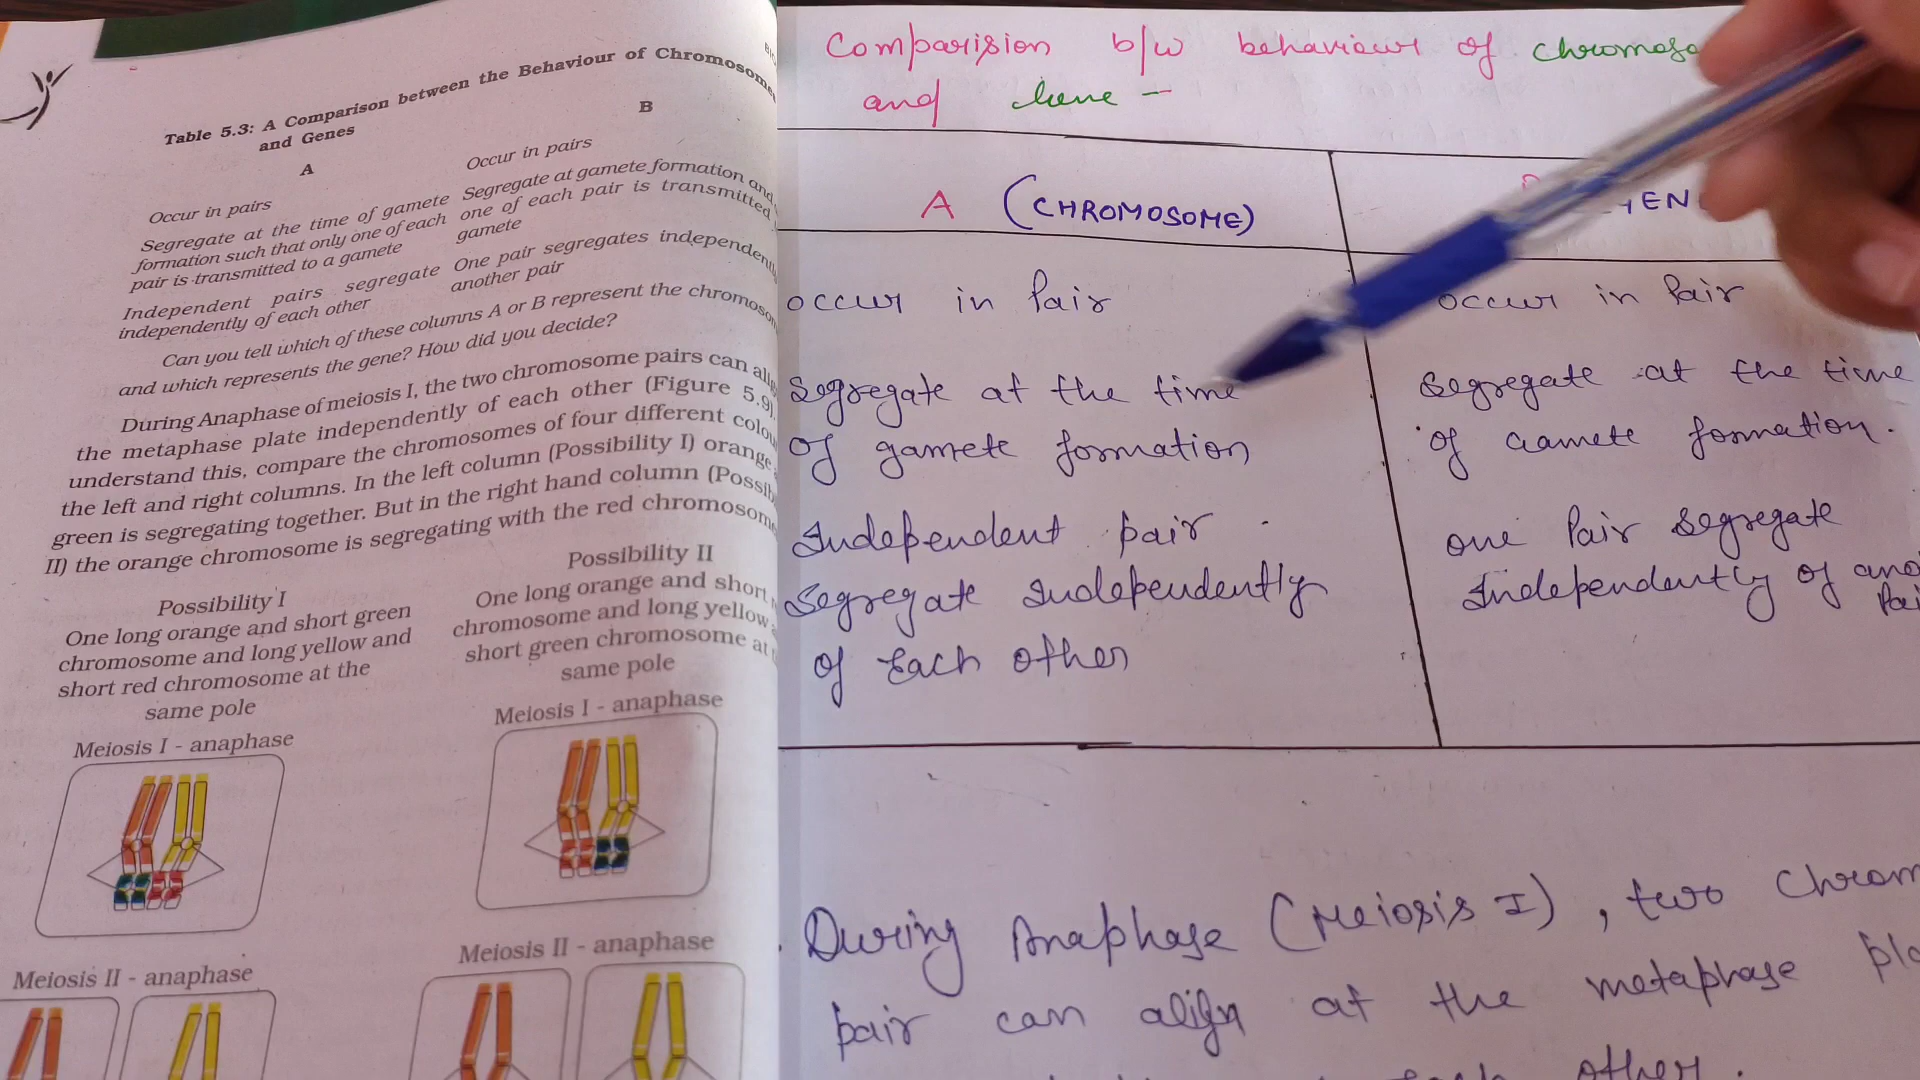 Table 5.3: A Comparison between the Behaviour of Chromosomes
and Genes
A
B
Occur in pairs
Occur in pairs
Segregate at the time of gamete
formation such that only one of each
pair is transmitted to a gamete
Segregate at gamete formation and
one of each pair is transmitted
gamete
Independent pairs segregate
independently of each other
One pair segregates independently
another pair
Can you tell which of these columns A or B represent the chromosom
and which represents the gene? How did you decide?
During Anaphase of meiosis I, the two chromosome pairs can alig
the metaphase plate independently of each other (Figure 5.9).
understand this, compare the chromosomes of four different colou
the left and right columns. In the left column (Possibility I) orange
green is segregating together. But in the right hand column (Possib
II) the orange chromosome is segregating with the red chromosom
Possibility I
One long orange and short green
chromosome and long yellow and
short red chromosome at the
same pole
Meiosis I - anaphase
Meiosis II - anaphase
Possibility II
One long orange and short
chromosome and long yellow
short green chromosome at
same pole
Meiosis I - anaphase
Meiosis II - anaphase
Comparision b/w behaviour of chromoso
and Gene -
A (CHROMOSOME)
occur in Pair
Segregate at the time
of gamete formation
Independent pair
Segregate Independently
of Each other
occur in Pair
Segregate at the time
of Gamete formation.
one Pair Segregate
Independently of ano
Pai
During Anaphase (Meiosis I), two Chrom
pair can align at the metaphase pla
other.